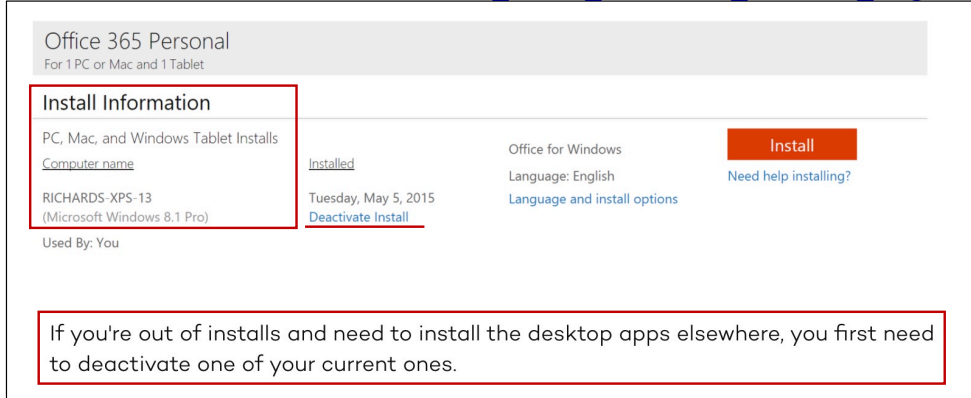 Office 365 Personal
For 1 PC or Mac and 1 Tablet
Install Information
PC, Mac, and Windows Tablet Installs
Computer name
Installed
RICHARDS-XPS-13
Tuesday, May 5, 2015
(Microsoft Windows 8.1 Pro)
Deactivate Install
Used By: You
Office for Windows
Language: English
Language and install options
Install
Need help installing?
If you're out of installs and need to install the desktop apps elsewhere, you first need
to deactivate one of your current ones.